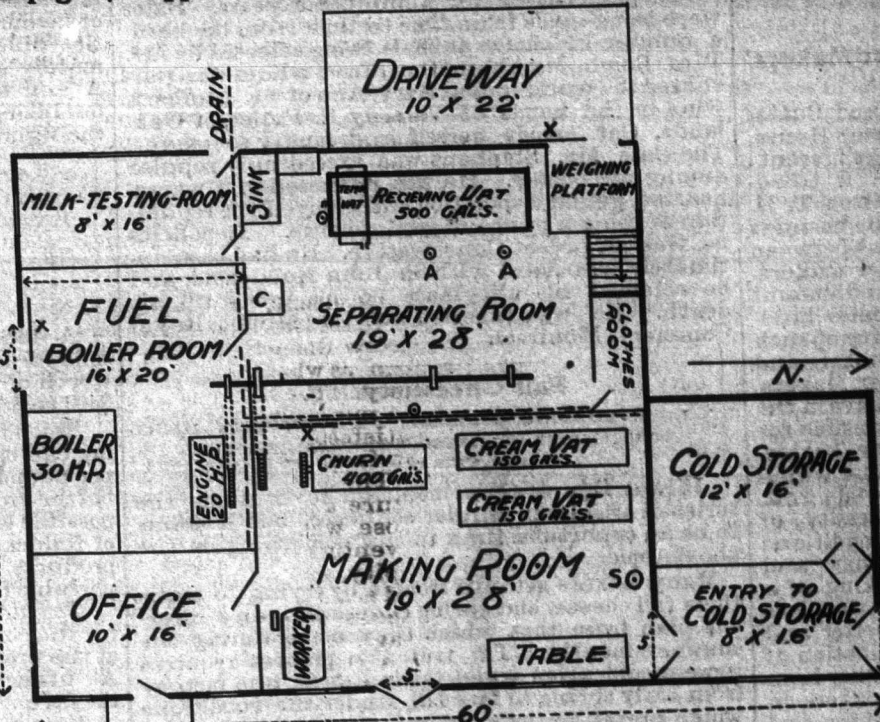 DRIVEWAY
10' X 22'
DRAIN
X
MILK-TESTING-ROOM
8' X 16'
SINK
VAT
RECIEVING VAT
500 GAL'S.
WEIGHING
PLATFORM
A
A
C
FUEL
X
BOILER ROOM
16' X 20'
5'
SEPARATING ROOM
19' X 28'
CLOTHES
ROOM
N.
BOILER
30 H.P.
ENGINE
20 H.P.
X
CHURN
400 GAL'S.
CREAM VAT
150 GAL'S.
CREAM VAT
150 GAL'S.
COLD STORAGE
12' X 16'
MAKING ROOM
19' X 28'
S
ENTRY TO
COLD STORAGE
8' X 16'
OFFICE
10' X 16'
WORKER
TABLE
5'
5'
60'